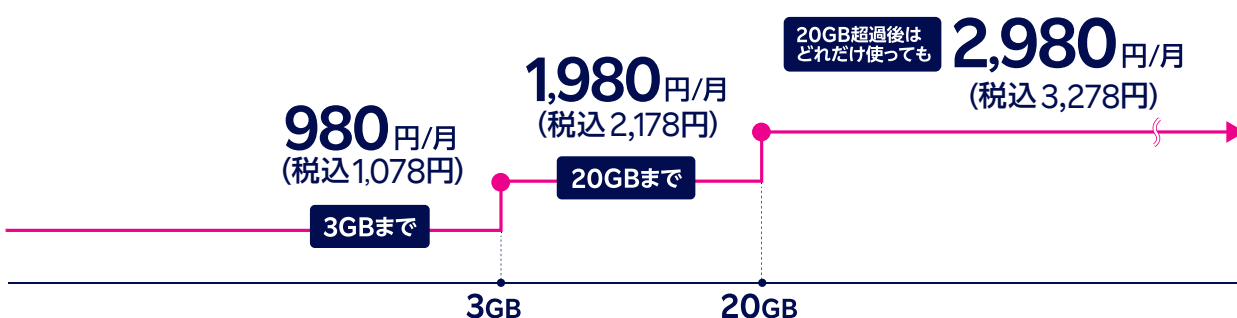 980円/月
(税込1,078円)
3GBまで
1,980円/月
(税込2,178円)
20GBまで
20GB超過後は
どれだけ使っても
2,980円/月
(税込3,278円)
3GB
20GB